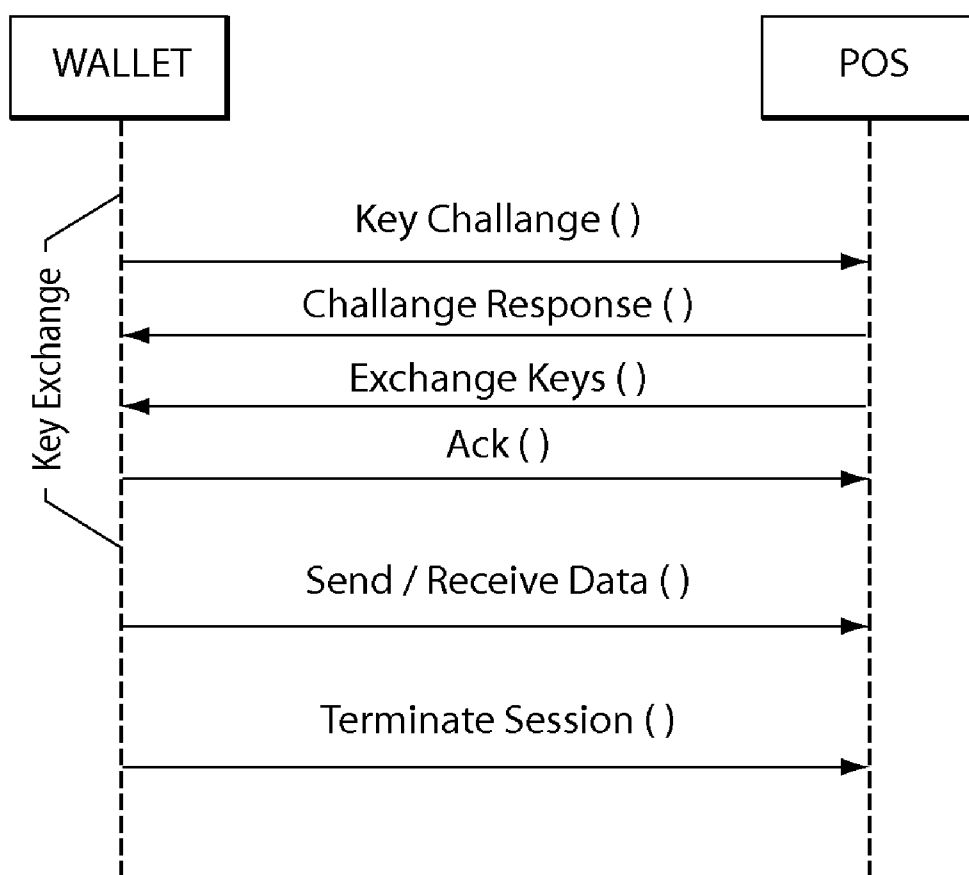 WALLET
POS
Key Challange ( )
Challange Response ( )
Exchange Keys ( )
Ack ( )
Key Exchange
Send / Receive Data ( )
Terminate Session ( )